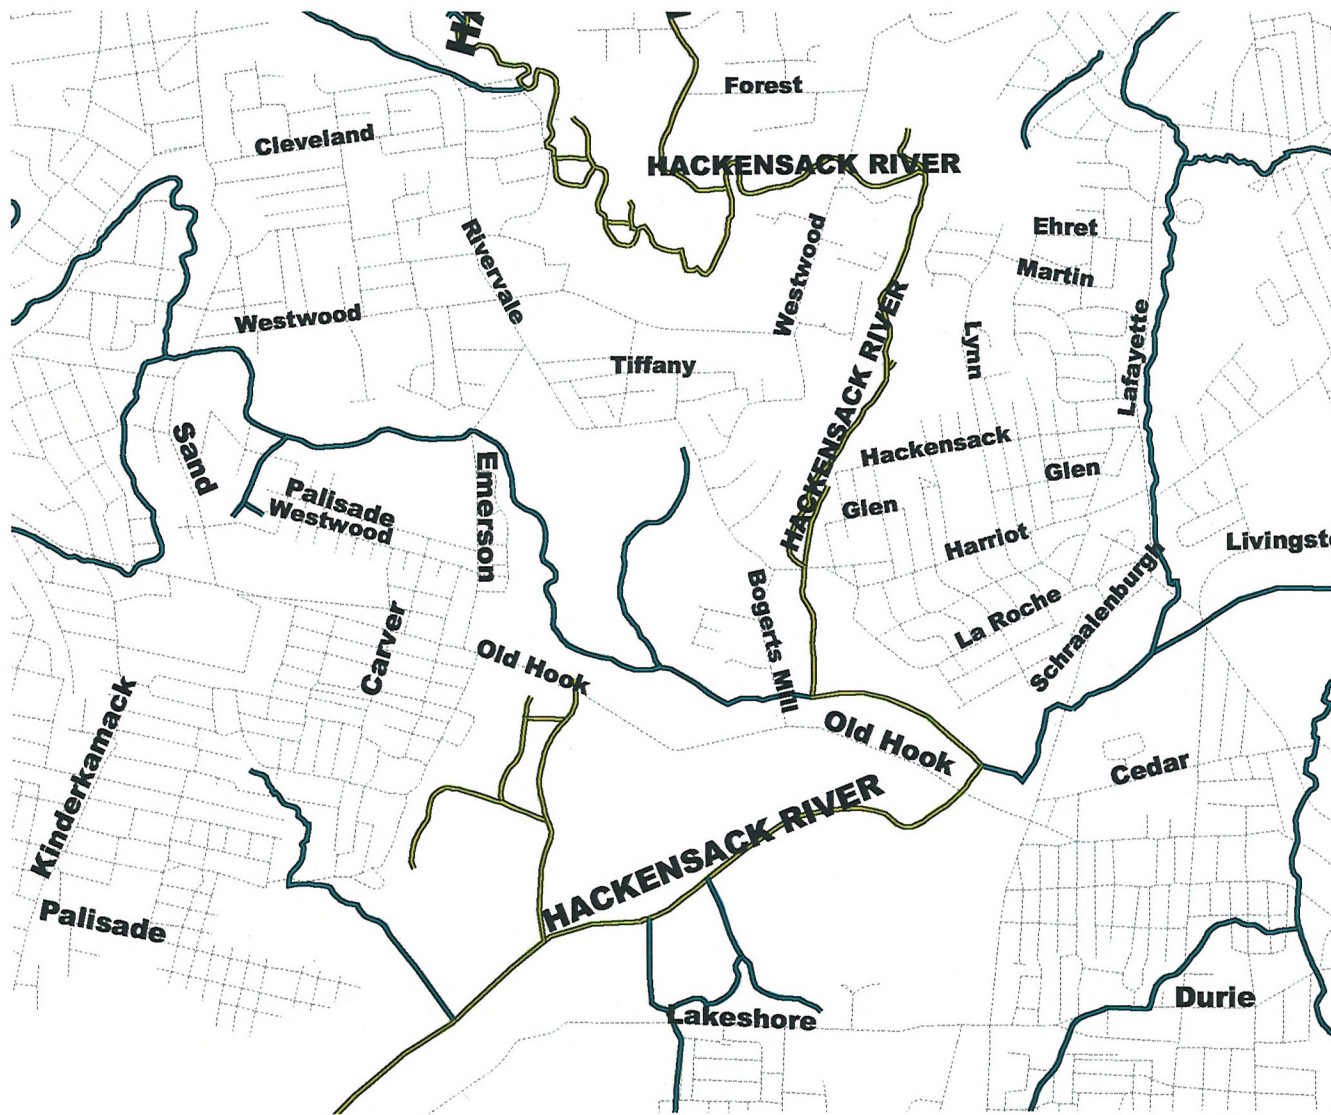 Forest
Cleveland
HACKENSACK RIVER
Ehret
Rivervale
Westwood
Martin
Westwood
HACKENSACK RIVER
Lynn
Lafayette
Tiffany
Sand
Hackensack
Glen
Emerson
Palisade
Westwood
Glen
Harriot
Livingst
Bogerts Mill
La Roche
Schraalenburgh
Carver
Old Hook
Kinderkamack
Old Hook
Cedar
HACKENSACK RIVER
Palisade
Durie
Lakeshore